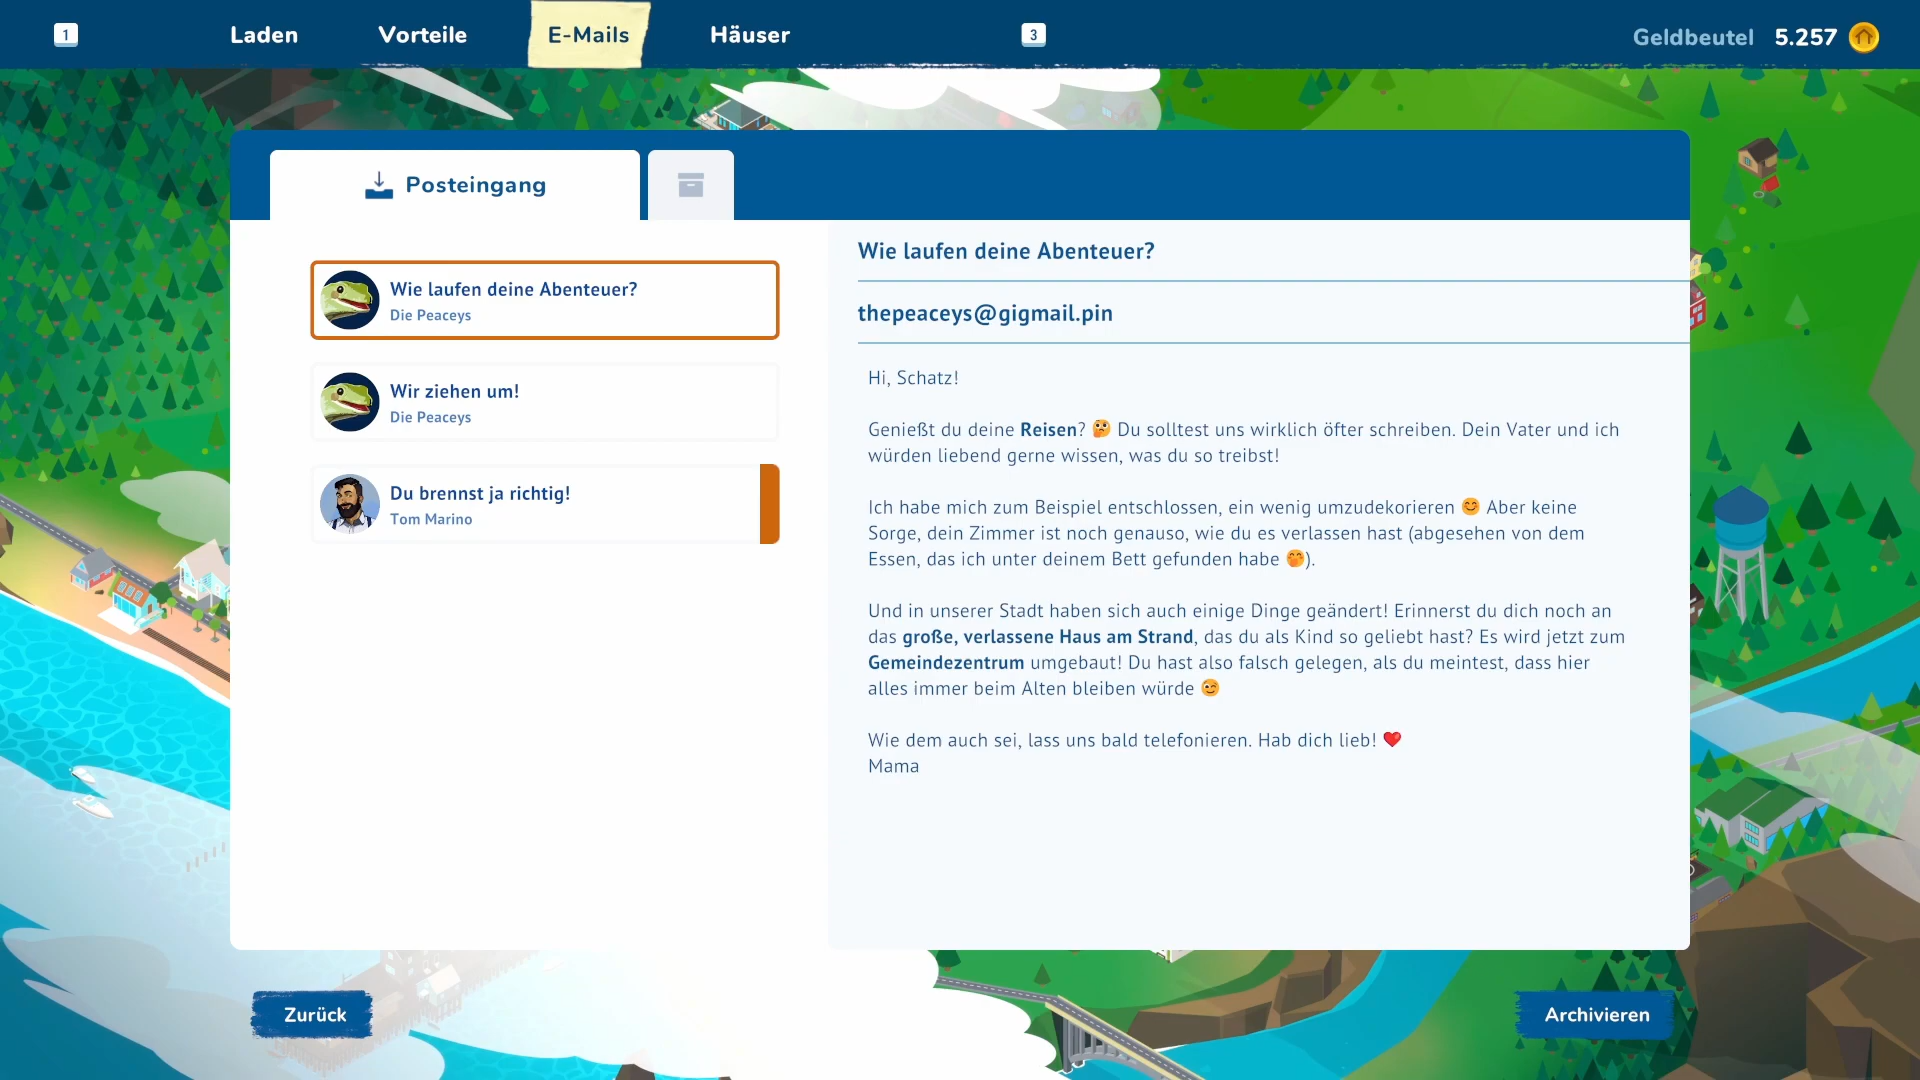 1
Laden
Vorteile
E-Mails
Häuser
3
Geldbeutel 5.257
Posteingang
Wie laufen deine Abenteuer?
Die Peaceys
Wir ziehen um!
Die Peaceys
Du brennst ja richtig!
Tom Marino
Wie laufen deine Abenteuer?
thepeaceys@gigmail.pin
Hi, Schatz!
Genießt du deine Reisen? 🤔 Du solltest uns wirklich öfter schreiben. Dein Vater und ich
würden liebend gerne wissen, was du so treibst!
Ich habe mich zum Beispiel entschlossen, ein wenig umzudekorieren 😊 Aber keine
Sorge, dein Zimmer ist noch genauso, wie du es verlassen hast (abgesehen von dem
Essen, das ich unter deinem Bett gefunden habe 🤭).
Und in unserer Stadt haben sich auch einige Dinge geändert! Erinnerst du dich noch an
das große, verlassene Haus am Strand, das du als Kind so geliebt hast? Es wird jetzt zum
Gemeindezentrum umgebaut! Du hast also falsch gelegen, als du meintest, dass hier
alles immer beim Alten bleiben würde 😉
Wie dem auch sei, lass uns bald telefonieren. Hab dich lieb! ❤️
Mama
Zurück
Archivieren